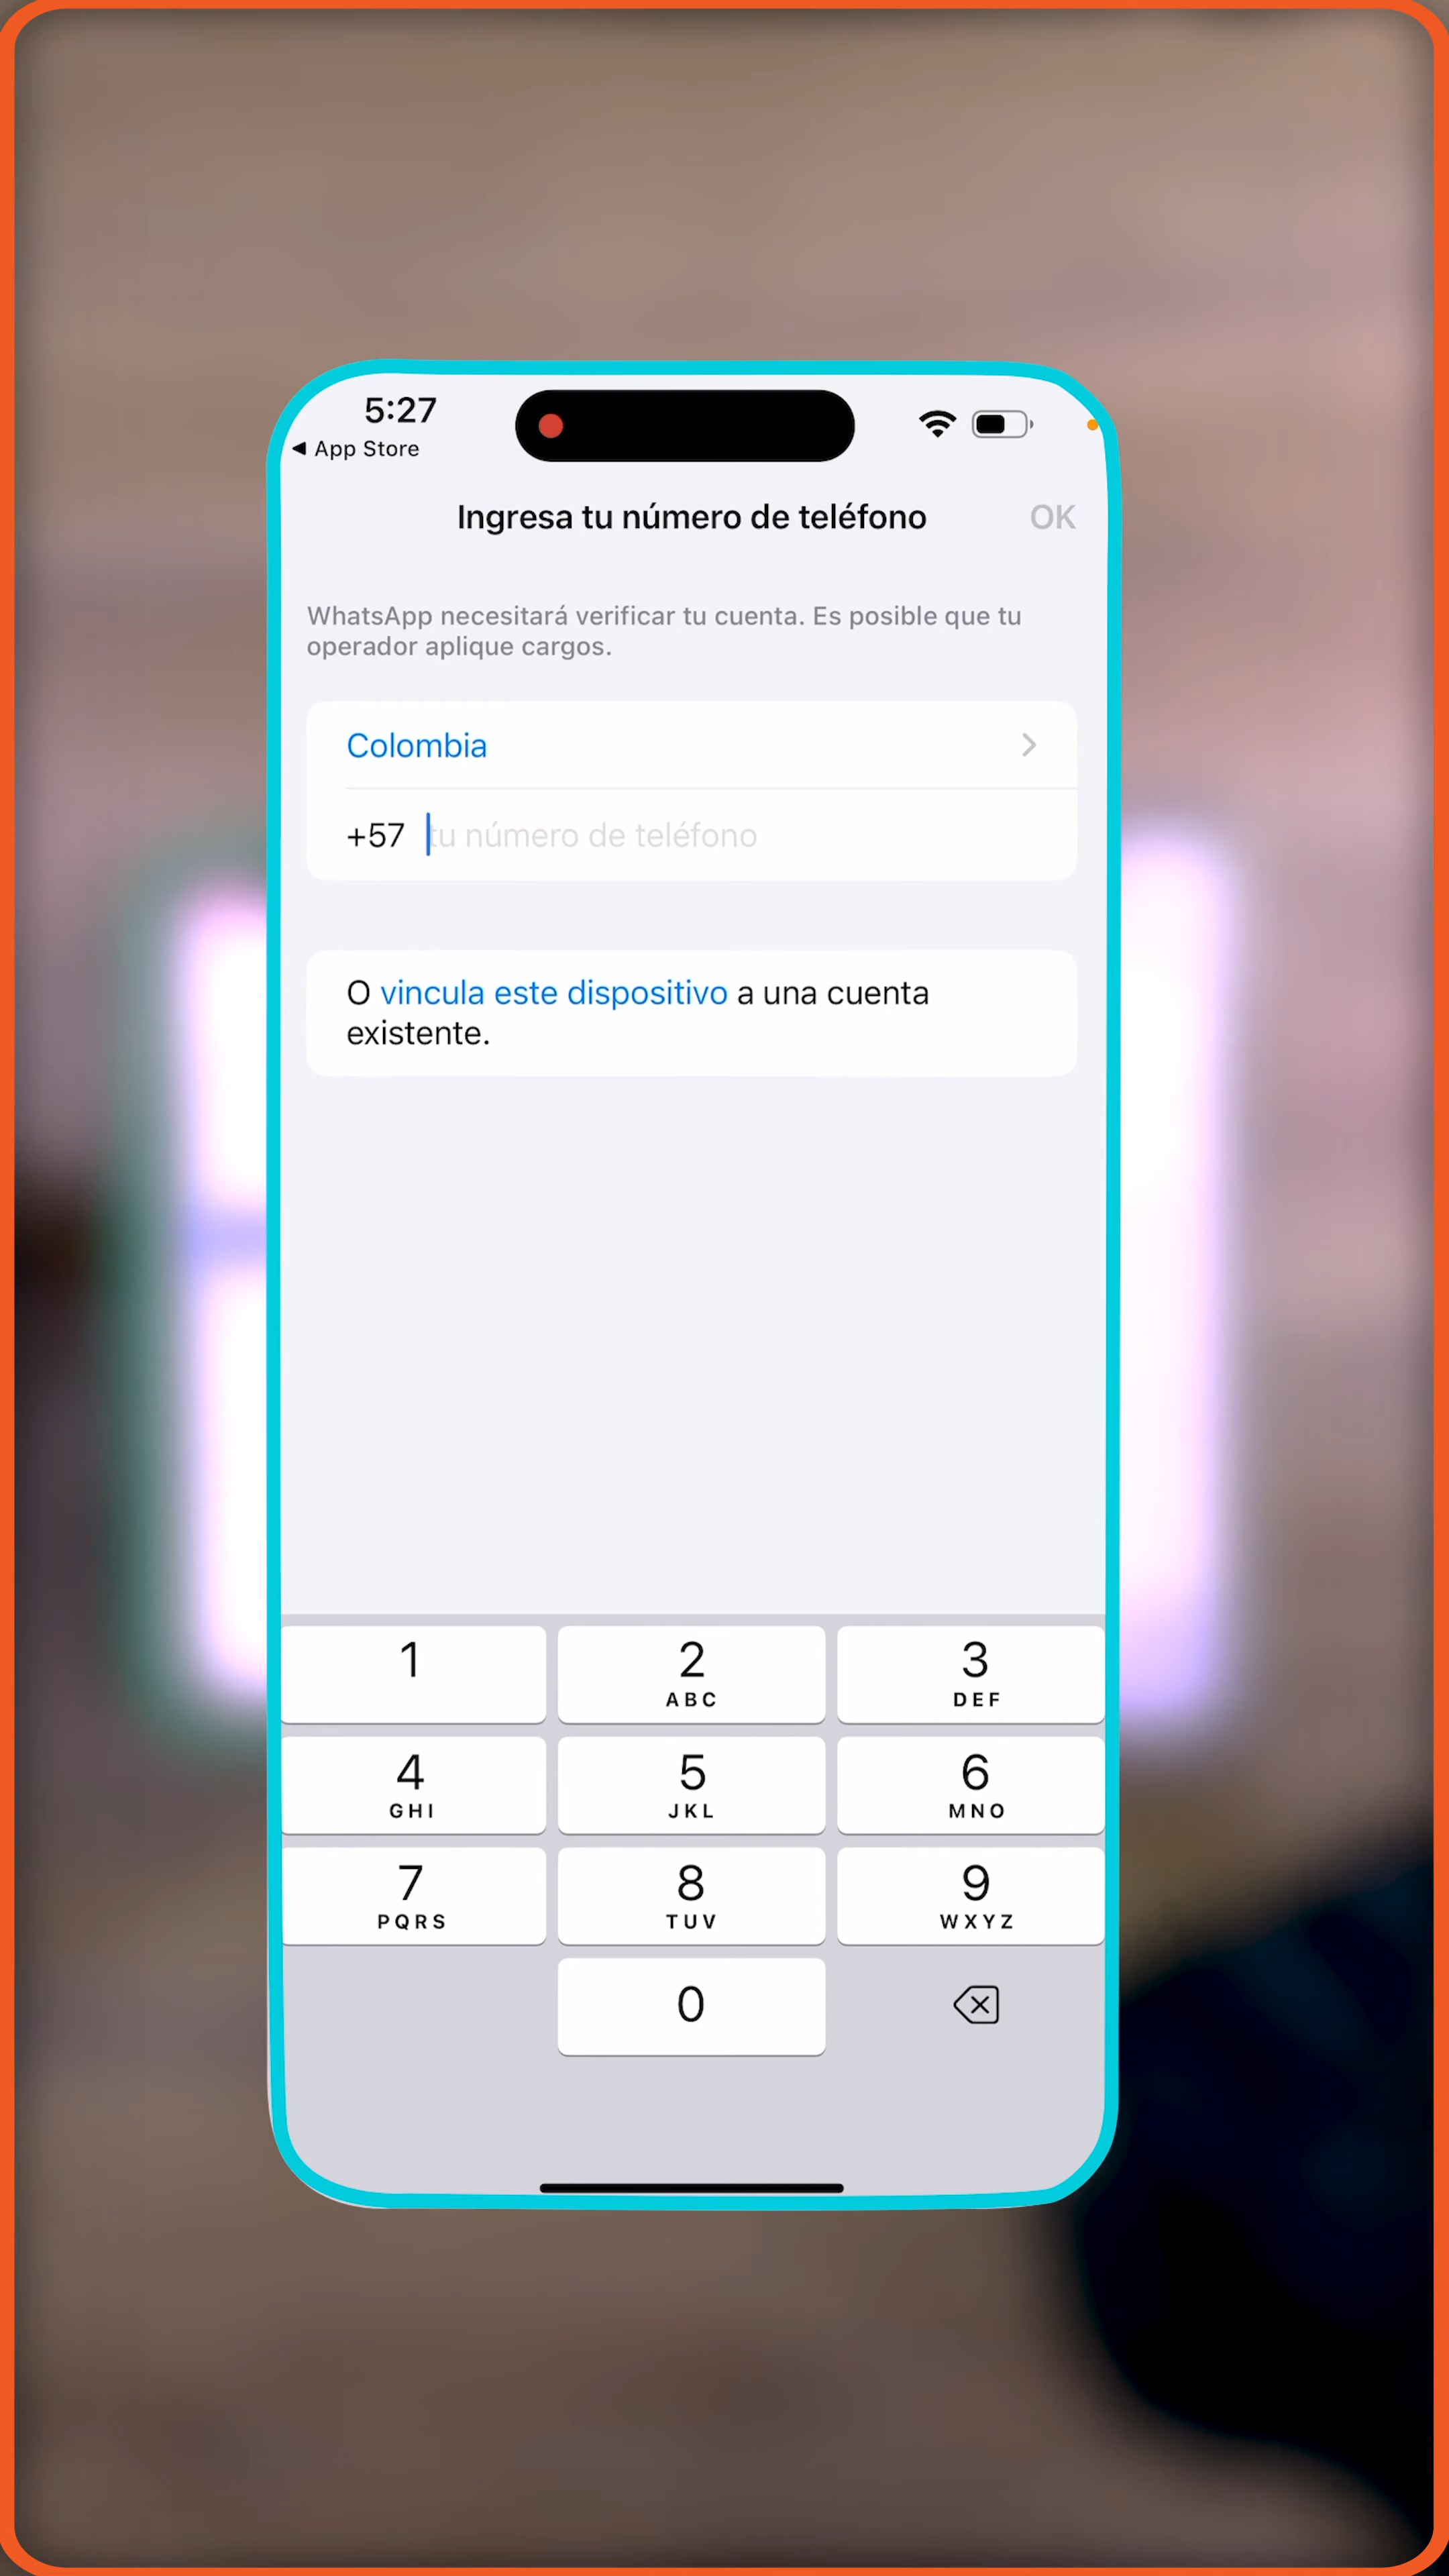 5:27
◀ App Store
Ingresa tu número de teléfono
OK
WhatsApp necesitará verificar tu cuenta. Es posible que tu
operador aplique cargos.
Colombia
+57 tu número de teléfono
O vincula este dispositivo a una cuenta
existente.
1
2
ABC
3
DEF
4
GHI
5
JKL
6
MNO
7
PQRS
8
TUV
9
WXYZ
0